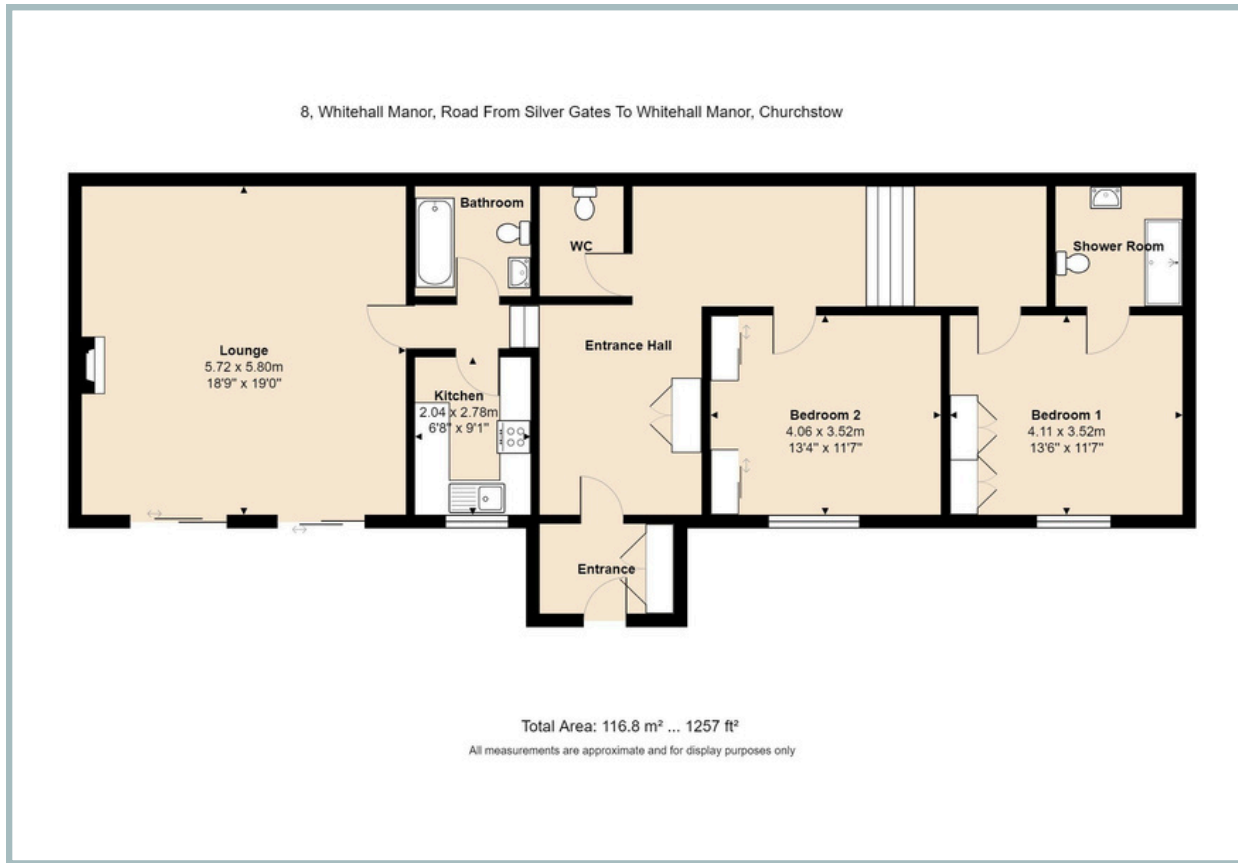 8, Whitehall Manor, Road From Silver Gates To Whitehall Manor, Churchstow
Bathroom
WC
Shower Room
Lounge
5.72 x 5.80m
18'9" x 19'0"
Entrance Hall
Kitchen
2.04 x 2.78m
6'8" x 9'1"
Bedroom 2
4.06 x 3.52m
13'4" x 11'7"
Bedroom 1
4.11 x 3.52m
13'6" x 11'7"
Entrance
Total Area: 116.8 m² ... 1257 ft²
All measurements are approximate and for display purposes only